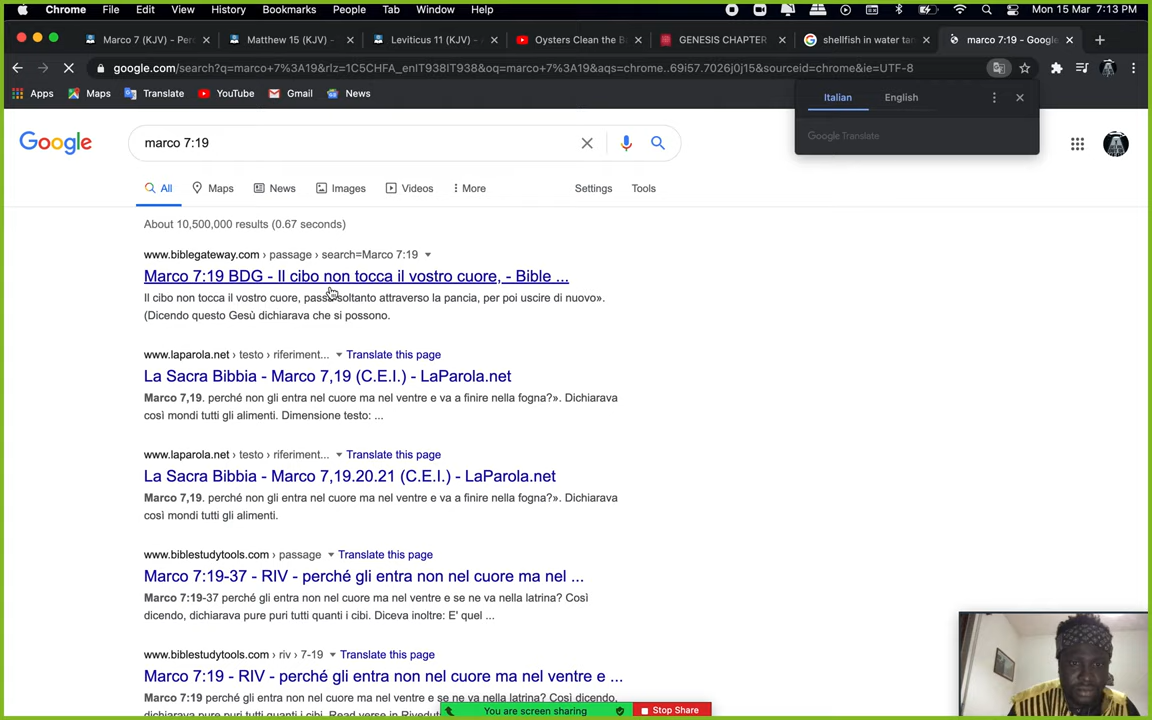 Chrome File Edit View History Bookmarks People Tab Window Help Mon 15 Mar 7:13 PM
Marco 7 (KJV) - Per Matthew 15 (KJV) - Leviticus 11 (KJV) - Oysters Clean the B GENESIS CHAPTER shellfish in water tan marco 7:19 - Google
google.com/search?q=marco+7%3A19&rlz=1C5CHFA_enIT938IT938&oq=marco+7%3A19&aqs=chrome..69i57.7026j0j15&sourceid=chrome&ie=UTF-8
Apps Maps Translate YouTube Gmail News
Italian English
Google Translate
Google marco 7:19
All Maps News Images Videos More Settings Tools
About 10,500,000 results (0.67 seconds)
www.biblegateway.com › passage › search=Marco 7:19
Marco 7:19 BDG - Il cibo non tocca il vostro cuore, - Bible ...
Il cibo non tocca il vostro cuore, passa soltanto attraverso la pancia, per poi uscire di nuovo».
(Dicendo questo Gesù dichiarava che si possono.
www.laparola.net › testo › riferiment... Translate this page
La Sacra Bibbia - Marco 7,19 (C.E.I.) - LaParola.net
Marco 7,19. perché non gli entra nel cuore ma nel ventre e va a finire nella fogna?». Dichiarava
così mondi tutti gli alimenti. Dimensione testo: ...
www.laparola.net › testo › riferiment... Translate this page
La Sacra Bibbia - Marco 7,19.20.21 (C.E.I.) - LaParola.net
Marco 7,19. perché non gli entra nel cuore ma nel ventre e va a finire nella fogna?». Dichiarava
così mondi tutti gli alimenti.
www.biblestudytools.com › passage Translate this page
Marco 7:19-37 - RIV - perché gli entra non nel cuore ma nel ...
Marco 7:19-37 perché gli entra non nel cuore ma nel ventre e se ne va nella latrina? Così
dicendo, dichiarava pure puri tutti quanti i cibi. Diceva inoltre: E' quel ...
www.biblestudytools.com › riv › 7-19 Translate this page
Marco 7:19 - RIV - perché gli entra non nel cuore ma nel ventre e ...
Marco 7:19 perché gli entra non nel cuore ma nel ventre e se ne va nella latrina? Così dicendo,
dichiarava pure puri tutti quanti i cibi. Read verse in Riveduta
You are screen sharing Stop Share